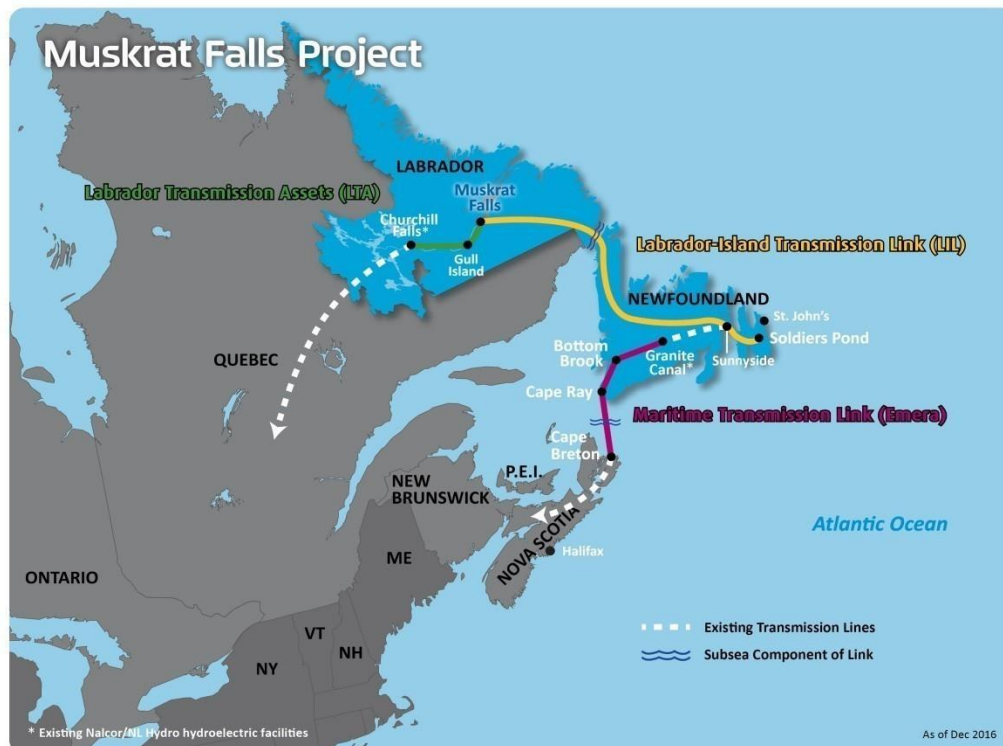 Muskrat Falls Project
LABRADOR
Labrador Transmission Assets (LTA)
Muskrat
Falls
Churchill
Falls*
Gull
Island
Labrador-Island Transmission Link (LIL)
NEWFOUNDLAND
St. John's
Soldiers Pond
Sunnyside
Bottom
Brook
Granite
Canal*
QUEBEC
Cape Ray
Maritime Transmission Link (Emera)
Cape
Breton
P.E.I.
NEW
BRUNSWICK
NOVA SCOTIA
Halifax
Atlantic Ocean
ME
ONTARIO
VT
NH
NY
Existing Transmission Lines
Subsea Component of Link
* Existing Nalcor/NL Hydro hydroelectric facilities
As of Dec 2016